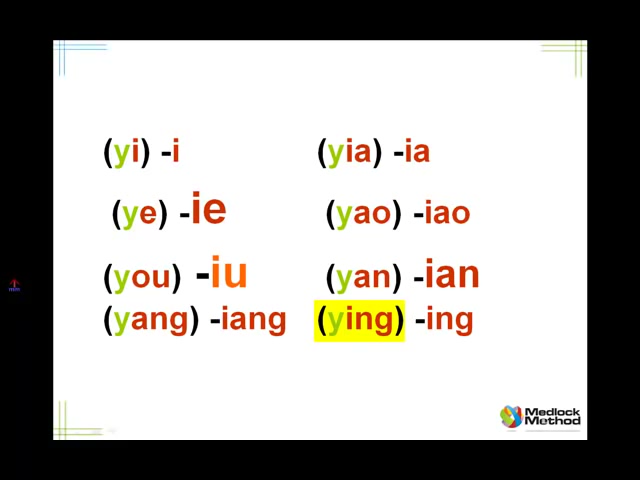 (yi) -i (yia) -ia
(ye) -ie (yao) -iao
(you) -iu (yan) -ian
(yang) -iang (ying) -ing
Medlock
Method